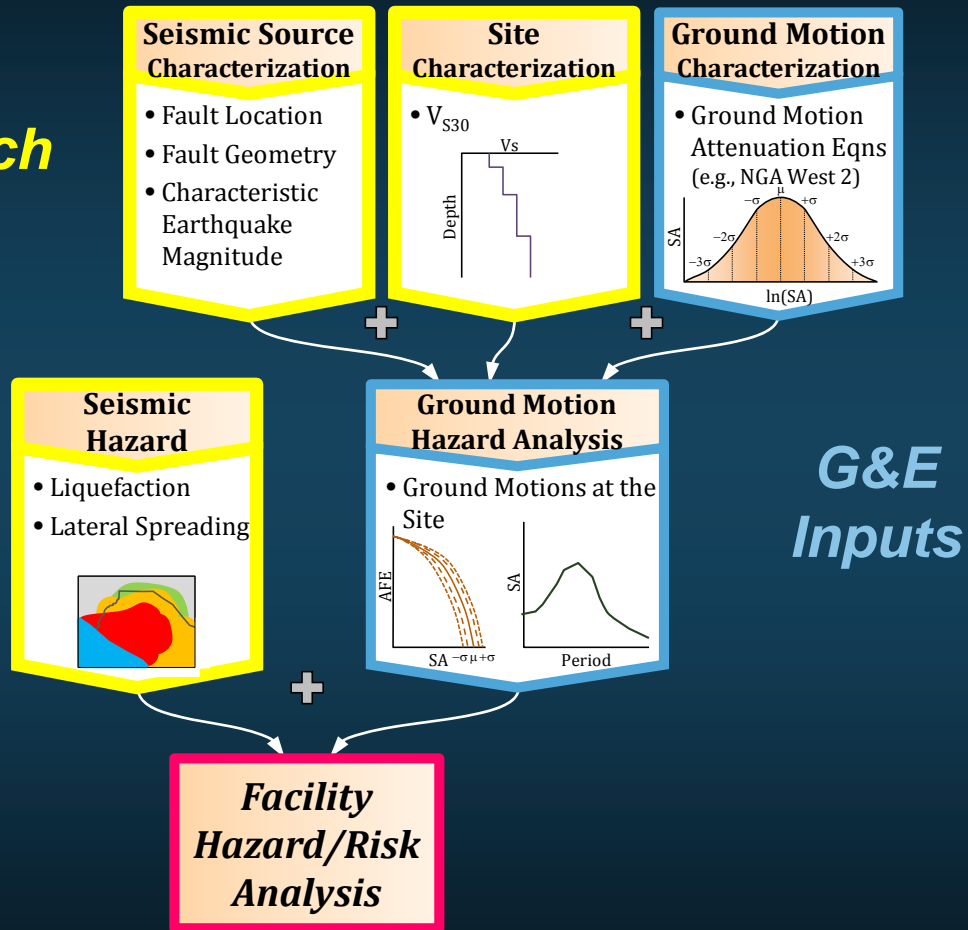 Seismic Source
Characterization
• Fault Location
• Fault Geometry
• Characteristic
Earthquake
Magnitude
Site
Characterization
• VS30
Vs
Depth
Ground Motion
Characterization
• Ground Motion
Attenuation Eqns
(e.g., NGA West 2)
SA
−3σ
−2σ
−σ
μ
+σ
+2σ
+3σ
ln(SA)
ch
Seismic
Hazard
• Liquefaction
• Lateral Spreading
Ground Motion
Hazard Analysis
• Ground Motions at the
Site
AFE
SA −σ μ +σ
SA
Period
G&E
Inputs
Facility
Hazard/Risk
Analysis